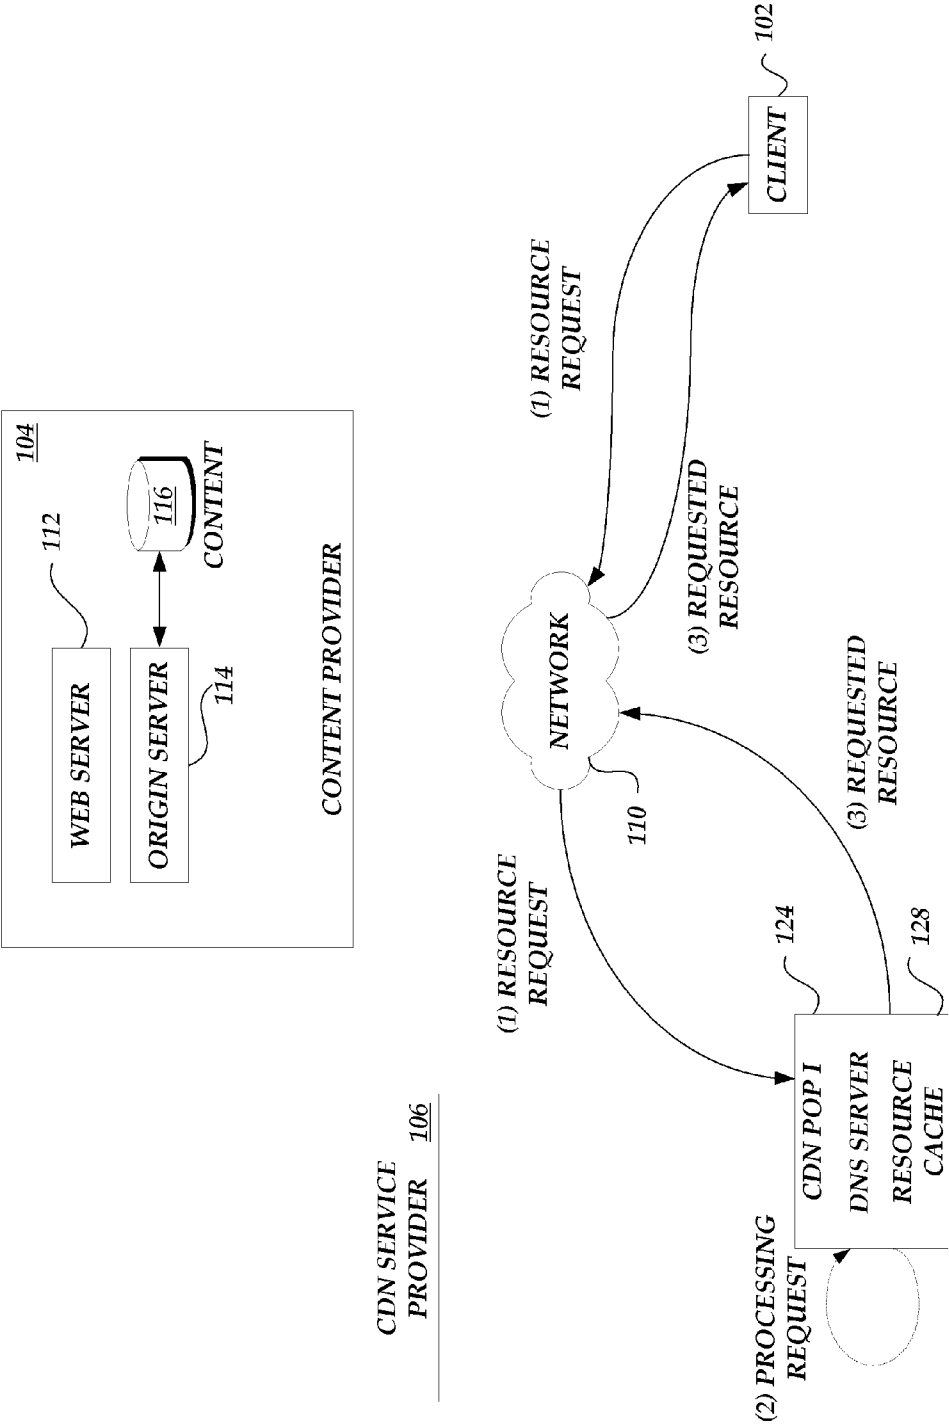 104
112
WEB SERVER
ORIGIN SERVER
114
116
CONTENT
CONTENT PROVIDER
CDN SERVICE
PROVIDER 106
(1) RESOURCE
REQUEST
NETWORK
110
(1) RESOURCE
REQUEST
(3) REQUESTED
RESOURCE
CLIENT
102
(3) REQUESTED
RESOURCE
124
CDN POP I
DNS SERVER
RESOURCE
CACHE
128
(2) PROCESSING
REQUEST